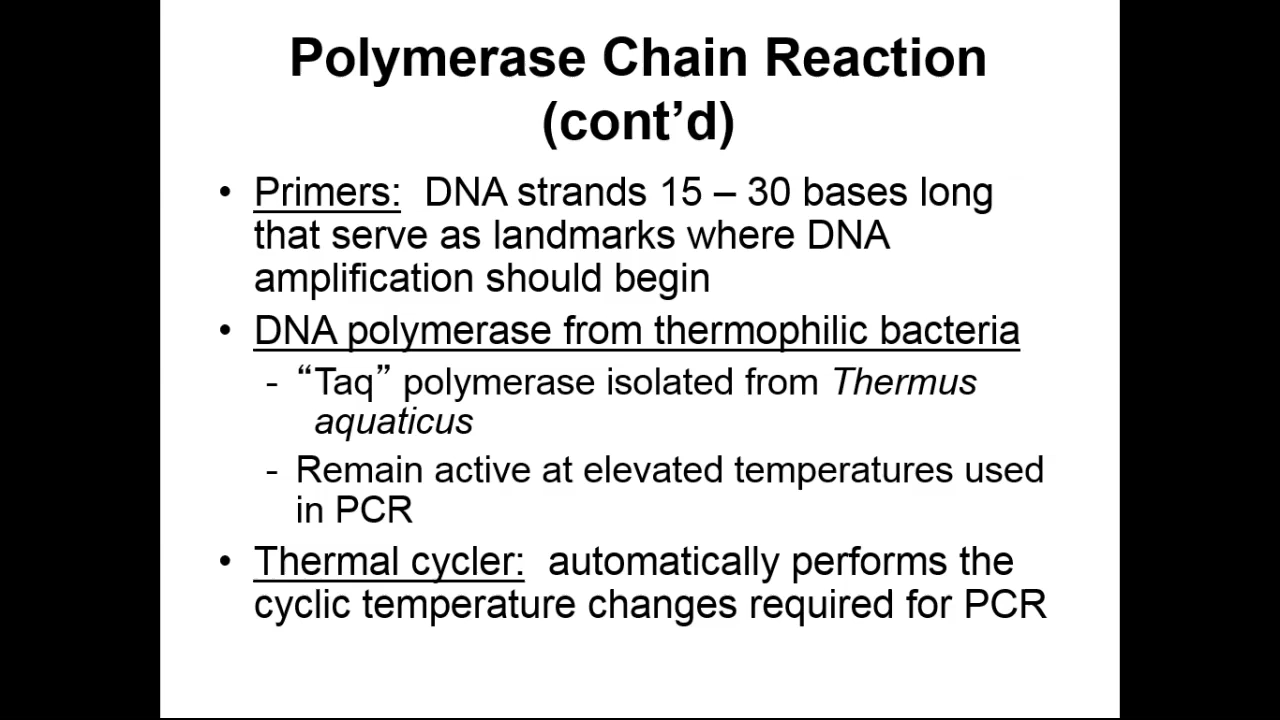 Polymerase Chain Reaction
(cont’d)
• Primers:  DNA strands 15 – 30 bases long
that serve as landmarks where DNA
amplification should begin
• DNA polymerase from thermophilic bacteria
- “Taq” polymerase isolated from Thermus
aquaticus
- Remain active at elevated temperatures used
in PCR
• Thermal cycler:  automatically performs the
cyclic temperature changes required for PCR